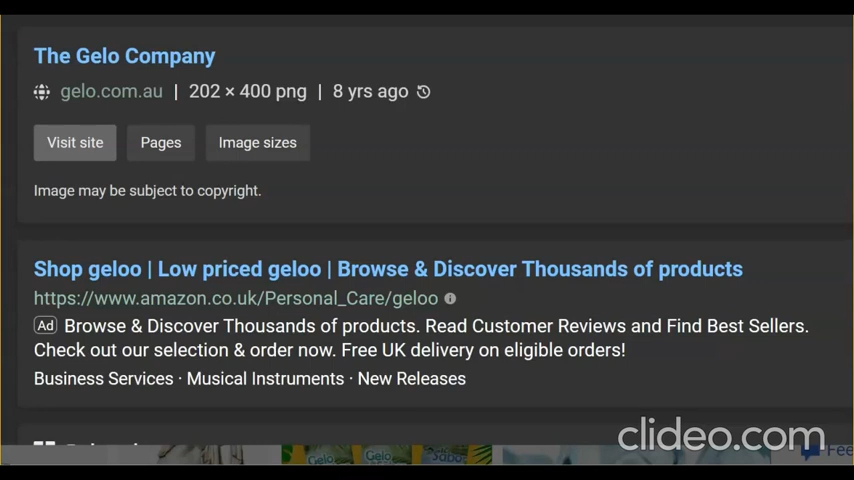 The Gelo Company
gelo.com.au | 202 × 400 png | 8 yrs ago
Visit site Pages Image sizes
Image may be subject to copyright.
Shop geloo | Low priced geloo | Browse & Discover Thousands of products
https://www.amazon.co.uk/Personal_Care/geloo
Ad Browse & Discover Thousands of products. Read Customer Reviews and Find Best Sellers.
Check out our selection & order now. Free UK delivery on eligible orders!
Business Services · Musical Instruments · New Releases
clideo.com
Gelo Gelo Sabo